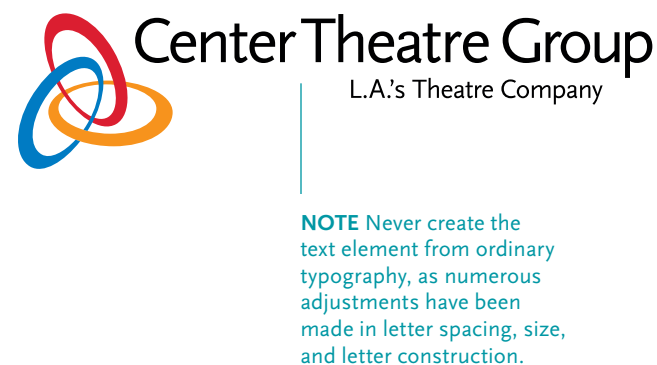 Center Theatre Group
L.A.’s Theatre Company
NOTE Never create the
text element from ordinary
typography, as numerous
adjustments have been
made in letter spacing, size,
and letter construction.